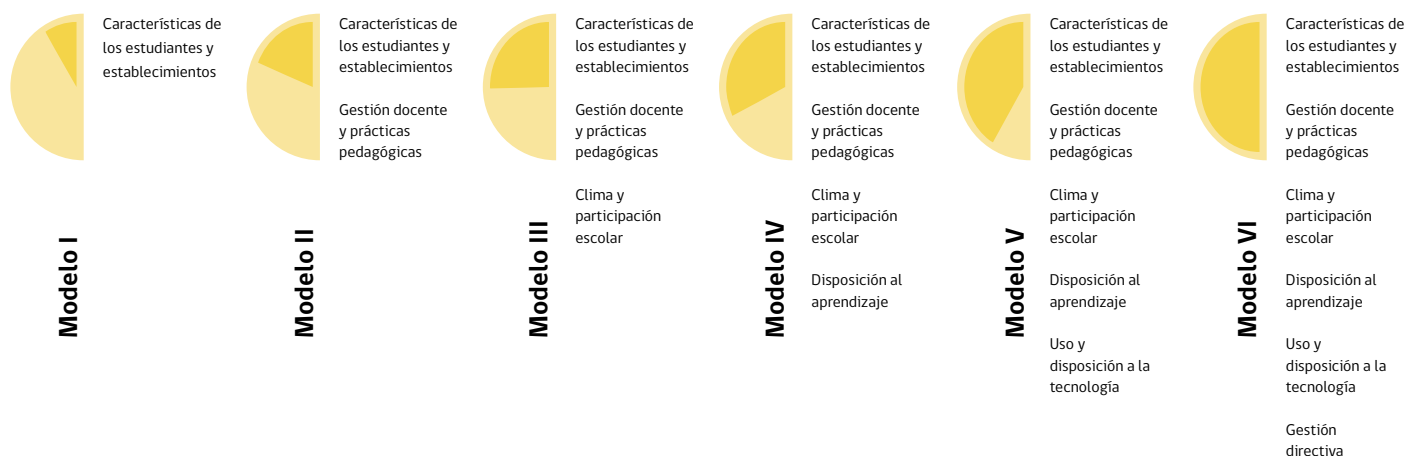 Modelo I
Características de
los estudiantes y
establecimientos
Modelo II
Características de
los estudiantes y
establecimientos
Gestión docente
y prácticas
pedagógicas
Modelo III
Características de
los estudiantes y
establecimientos
Gestión docente
y prácticas
pedagógicas
Clima y
participación
escolar
Modelo IV
Características de
los estudiantes y
establecimientos
Gestión docente
y prácticas
pedagógicas
Clima y
participación
escolar
Disposición al
aprendizaje
Modelo V
Características de
los estudiantes y
establecimientos
Gestión docente
y prácticas
pedagógicas
Clima y
participación
escolar
Disposición al
aprendizaje
Uso y
disposición a la
tecnología
Modelo VI
Características de
los estudiantes y
establecimientos
Gestión docente
y prácticas
pedagógicas
Clima y
participación
escolar
Disposición al
aprendizaje
Uso y
disposición a la
tecnología
Gestión
directiva